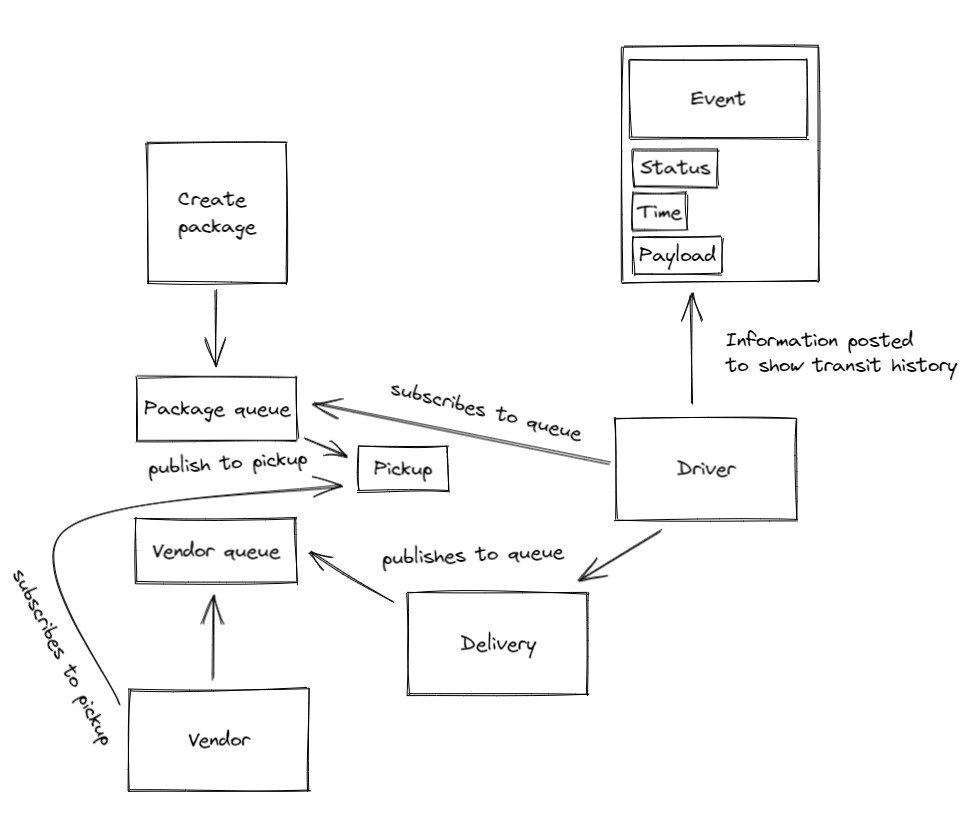 Event
Status
Time
Payload
Create
package
Information posted
to show transit history
Package queue
subscribes to queue
publish to pickup
Pickup
Driver
Vendor queue
publishes to queue
Delivery
subscribes to pickup
Vendor